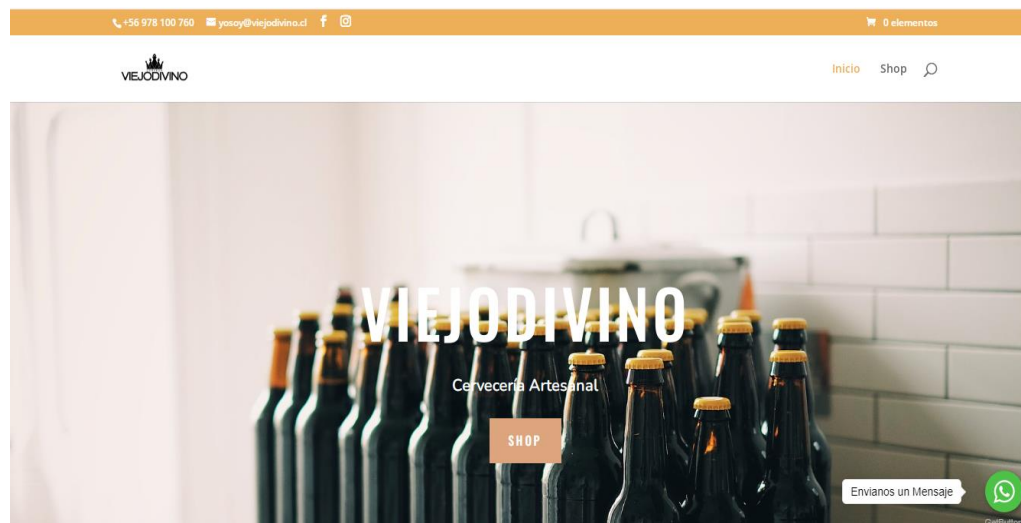 +56 978 100 760 yosoy@viejodivino.cl 0 elementos
VIEJODIVINO
Inicio Shop
VIEJODIVINO
Cervecería Artesanal
SHOP
Envianos un Mensaje
GetButton